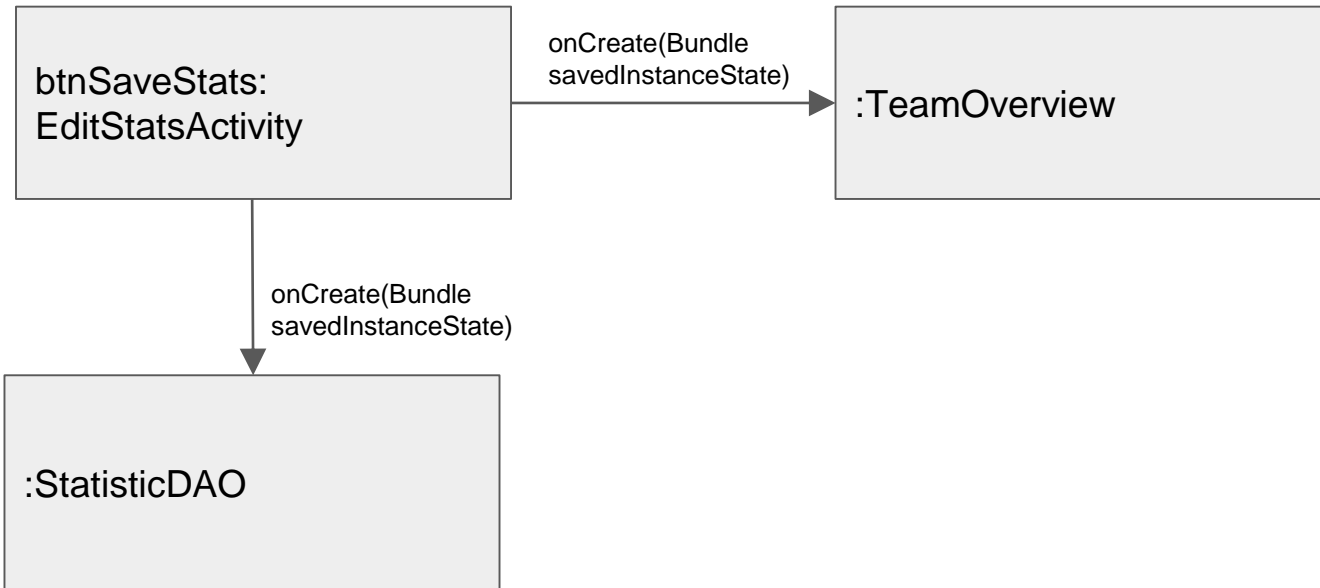 btnSaveStats:
EditStatsActivity
onCreate(Bundle
savedInstanceState)
:TeamOverview
onCreate(Bundle
savedInstanceState)
:StatisticDAO